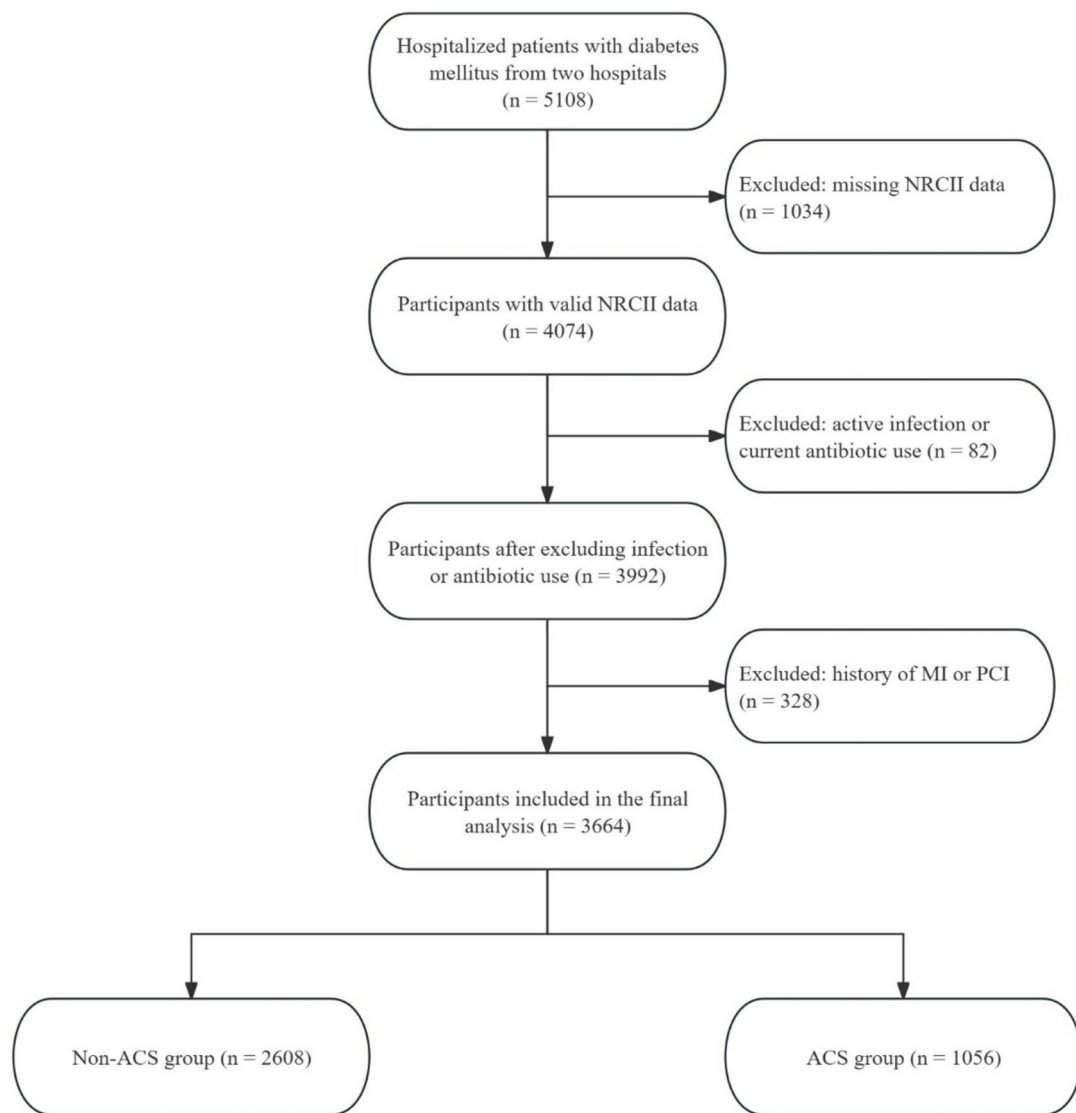 Hospitalized patients with diabetes
mellitus from two hospitals
(n = 5108)
Excluded: missing NRCII data
(n = 1034)
Participants with valid NRCII data
(n = 4074)
Excluded: active infection or
current antibiotic use (n = 82)
Participants after excluding infection
or antibiotic use (n = 3992)
Excluded: history of MI or PCI
(n = 328)
Participants included in the final
analysis (n = 3664)
Non-ACS group (n = 2608)
ACS group (n = 1056)